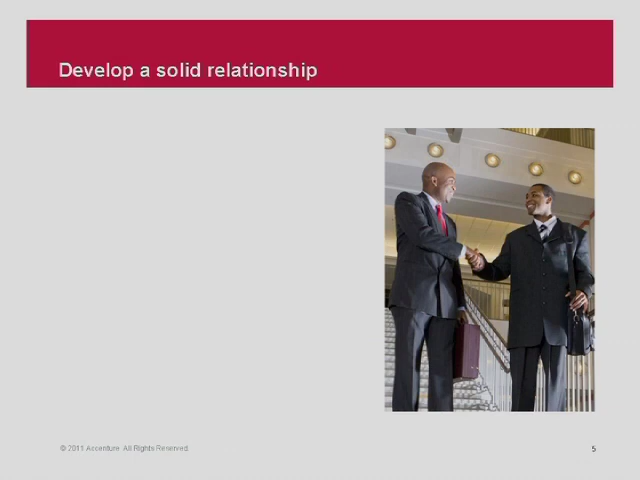 Develop a solid relationship
© 2011 Accenture All Rights Reserved.
5